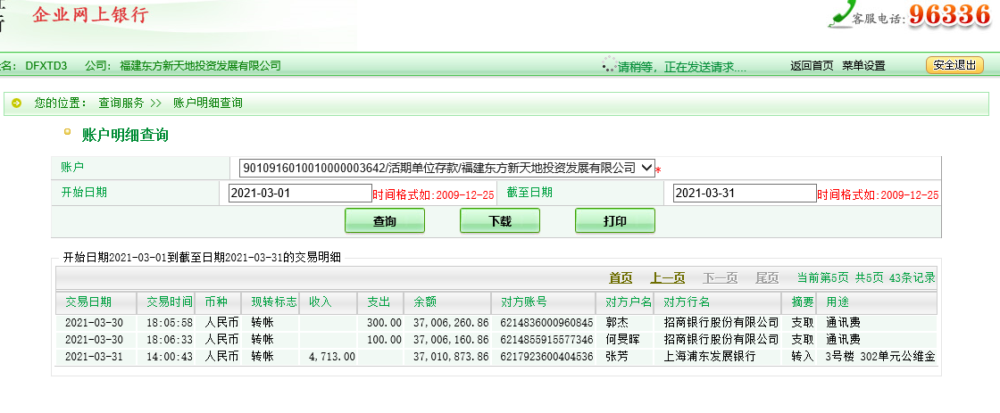 企业网上银行
客服电话: 96336
名： DFXTD3 公司： 福建东方新天地投资发展有限公司 请稍等，正在发送请求.... 返回首页 菜单设置 安全退出
您的位置： 查询服务 >> 账户明细查询
账户明细查询
账户 9010916010010000003642/活期单位存款/福建东方新天地投资发展有限公司 *
开始日期 2021-03-01 时间格式如:2009-12-25 截至日期 2021-03-31 时间格式如:2009-12-25
查询 下载 打印
开始日期2021-03-01到截至日期2021-03-31的交易明细
首页 上一页 下一页 尾页 当前第5页 共5页 43条记录
交易日期 交易时间 币种 现转标志 收入 支出 余额 对方账号 对方户名 对方行名 摘要 用途
2021-03-30 18:05:58 人民币 转帐 300.00 37,006,260.86 6214836000960845 郭杰 招商银行股份有限公司 支取 通讯费
2021-03-30 18:06:33 人民币 转帐 100.00 37,006,160.86 6214855915577346 何旻晖 招商银行股份有限公司 支取 通讯费
2021-03-31 14:00:43 人民币 转帐 4,713.00 37,010,873.86 6217923600404536 张芳 上海浦东发展银行 转入 3号楼 302单元公维金